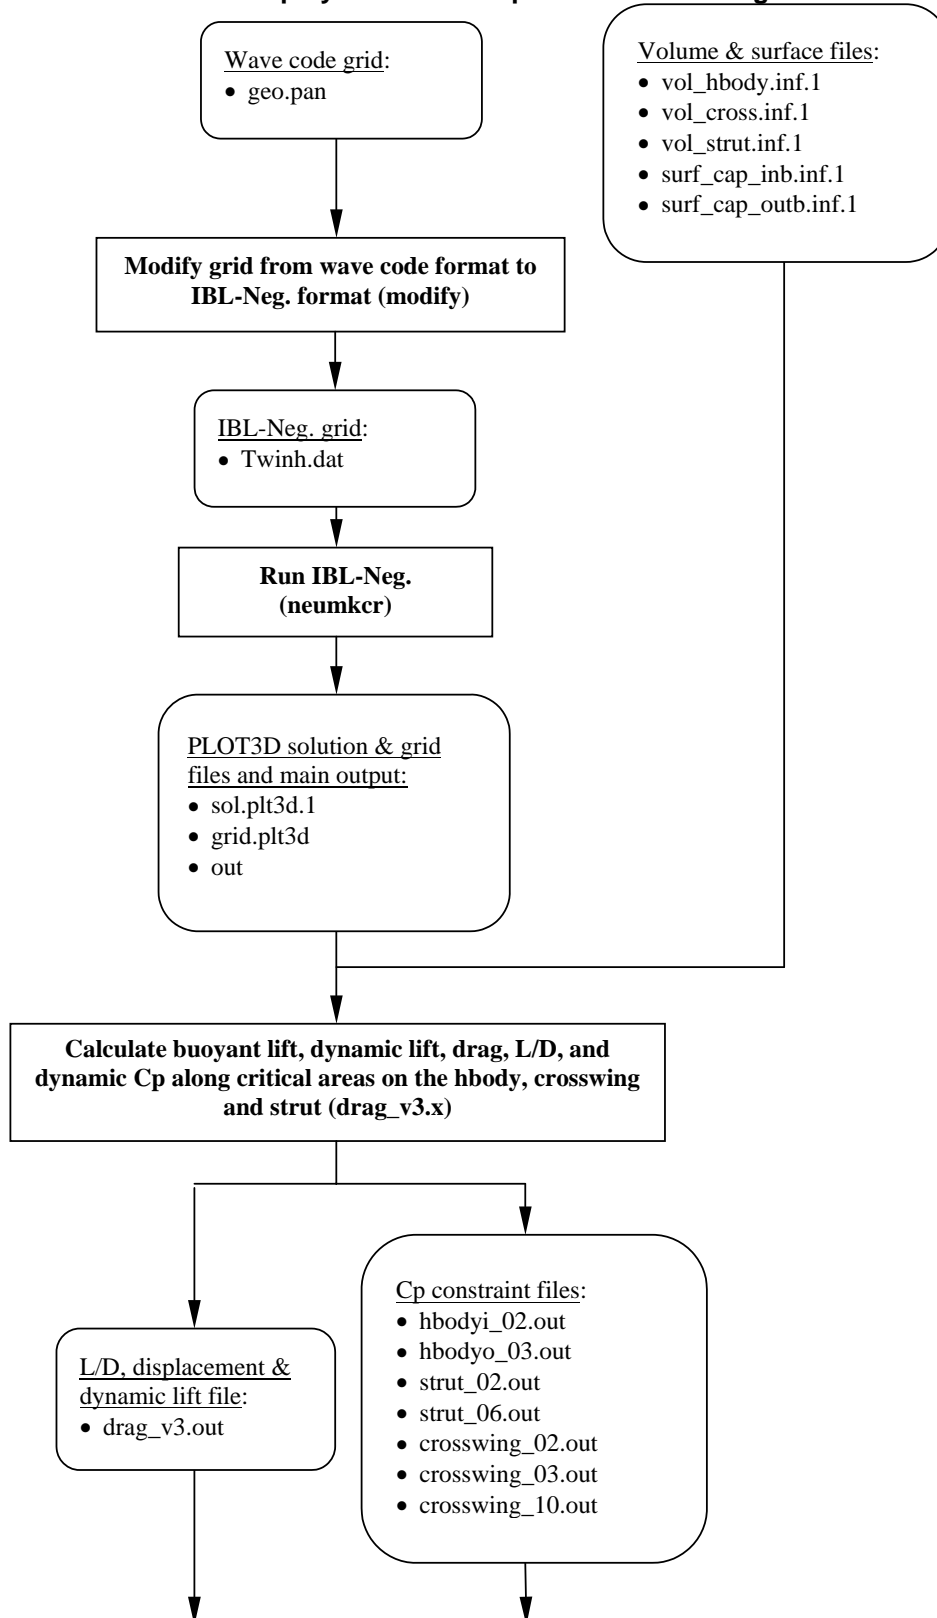 Wave code grid:
• geo.pan
Volume & surface files:
• vol_hbody.inf.1
• vol_cross.inf.1
• vol_strut.inf.1
• surf_cap_inb.inf.1
• surf_cap_outb.inf.1
Modify grid from wave code format to
IBL-Neg. format (modify)
IBL-Neg. grid:
• Twinh.dat
Run IBL-Neg.
(neumkcr)
PLOT3D solution & grid
files and main output:
• sol.plt3d.1
• grid.plt3d
• out
Calculate buoyant lift, dynamic lift, drag, L/D, and
dynamic Cp along critical areas on the hbody, crosswing
and strut (drag_v3.x)
L/D, displacement &
dynamic lift file:
• drag_v3.out
Cp constraint files:
• hbodyi_02.out
• hbodyo_03.out
• strut_02.out
• strut_06.out
• crosswing_02.out
• crosswing_03.out
• crosswing_10.out